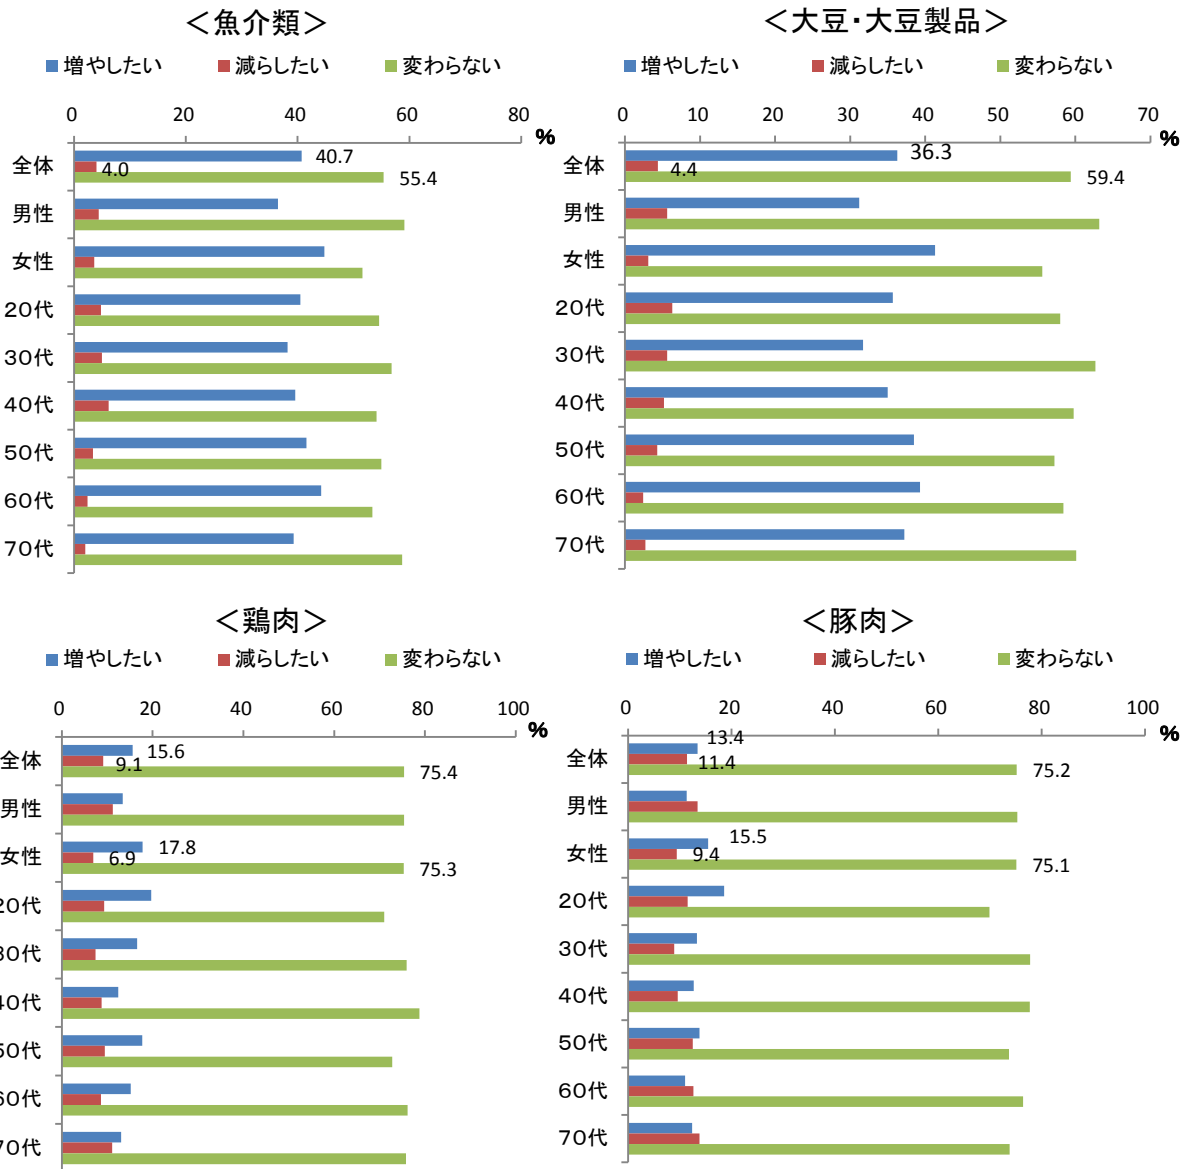 ＜魚介類＞
増やしたい 減らしたい 変わらない
0 20 40 60 80 %
全体 40.7 4.0 55.4
男性
女性
20代
30代
40代
50代
60代
70代
＜大豆・大豆製品＞
増やしたい 減らしたい 変わらない
0 10 20 30 40 50 60 70 %
全体 36.3 4.4 59.4
男性
女性
20代
30代
40代
50代
60代
70代
＜鶏肉＞
増やしたい 減らしたい 変わらない
0 20 40 60 80 100 %
全体 15.6 9.1 75.4
男性
女性 17.8 6.9 75.3
20代
30代
40代
50代
60代
70代
＜豚肉＞
増やしたい 減らしたい 変わらない
0 20 40 60 80 100 %
全体 13.4 11.4 75.2
男性
女性 15.5 9.4 75.1
20代
30代
40代
50代
60代
70代